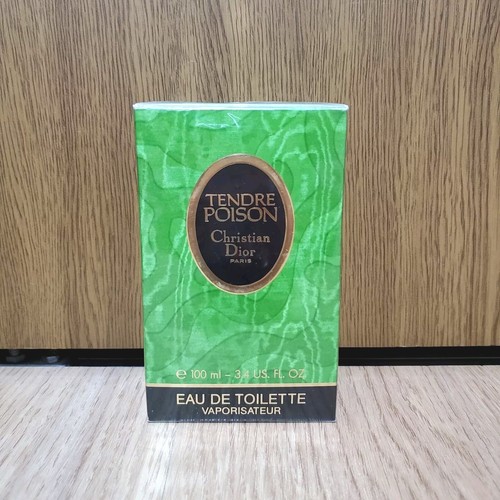 TENDRE
POISON
Christian
Dior
PARIS
℮ 100 ml – 3.4 US. FL. OZ
EAU DE TOILETTE
VAPORISATEUR